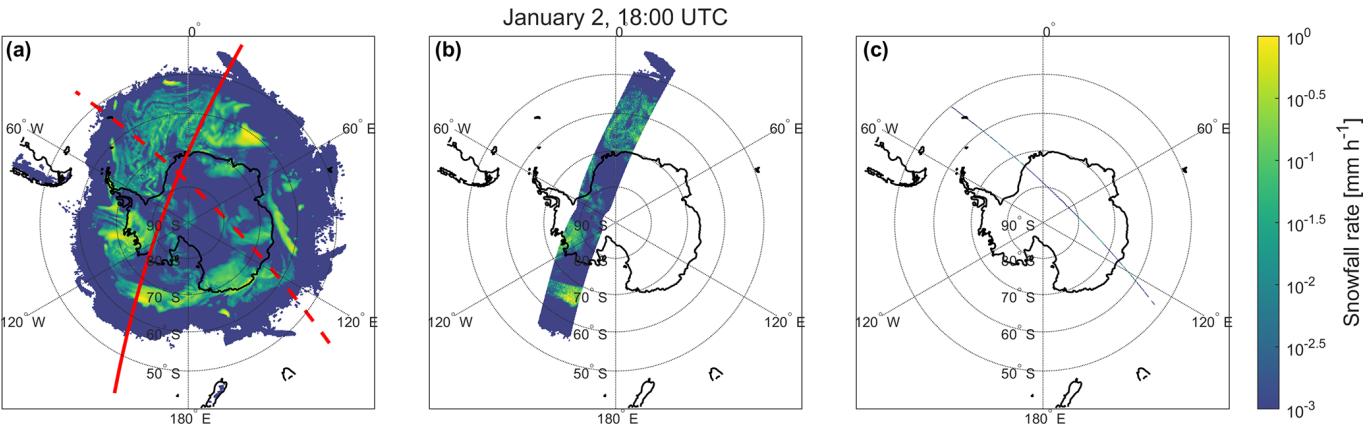 January 2, 18:00 UTC
(a)
0°
60° W
60° E
90° S
80° S
70° S
60° S
50° S
120° W
120° E
180° E
(b)
0°
60° W
60° E
90° S
80° S
70° S
60° S
50° S
120° W
120° E
180° E
(c)
0°
60° W
60° E
90° S
80° S
70° S
60° S
50° S
120° W
120° E
180° E
10^0
10^-0.5
10^-1
10^-1.5
10^-2
10^-2.5
10^-3
Snowfall rate [mm h^-1]